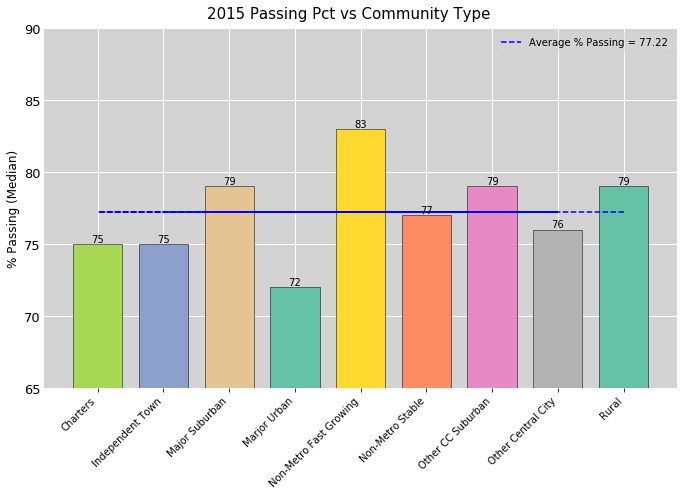 2015 Passing Pct vs Community Type
Average % Passing = 77.22
% Passing (Median)
90
85
80
75
70
65
75
75
79
72
83
77
79
76
79
Charters
Independent Town
Major Suburban
Marjor Urban
Non-Metro Fast Growing
Non-Metro Stable
Other CC Suburban
Other Central City
Rural